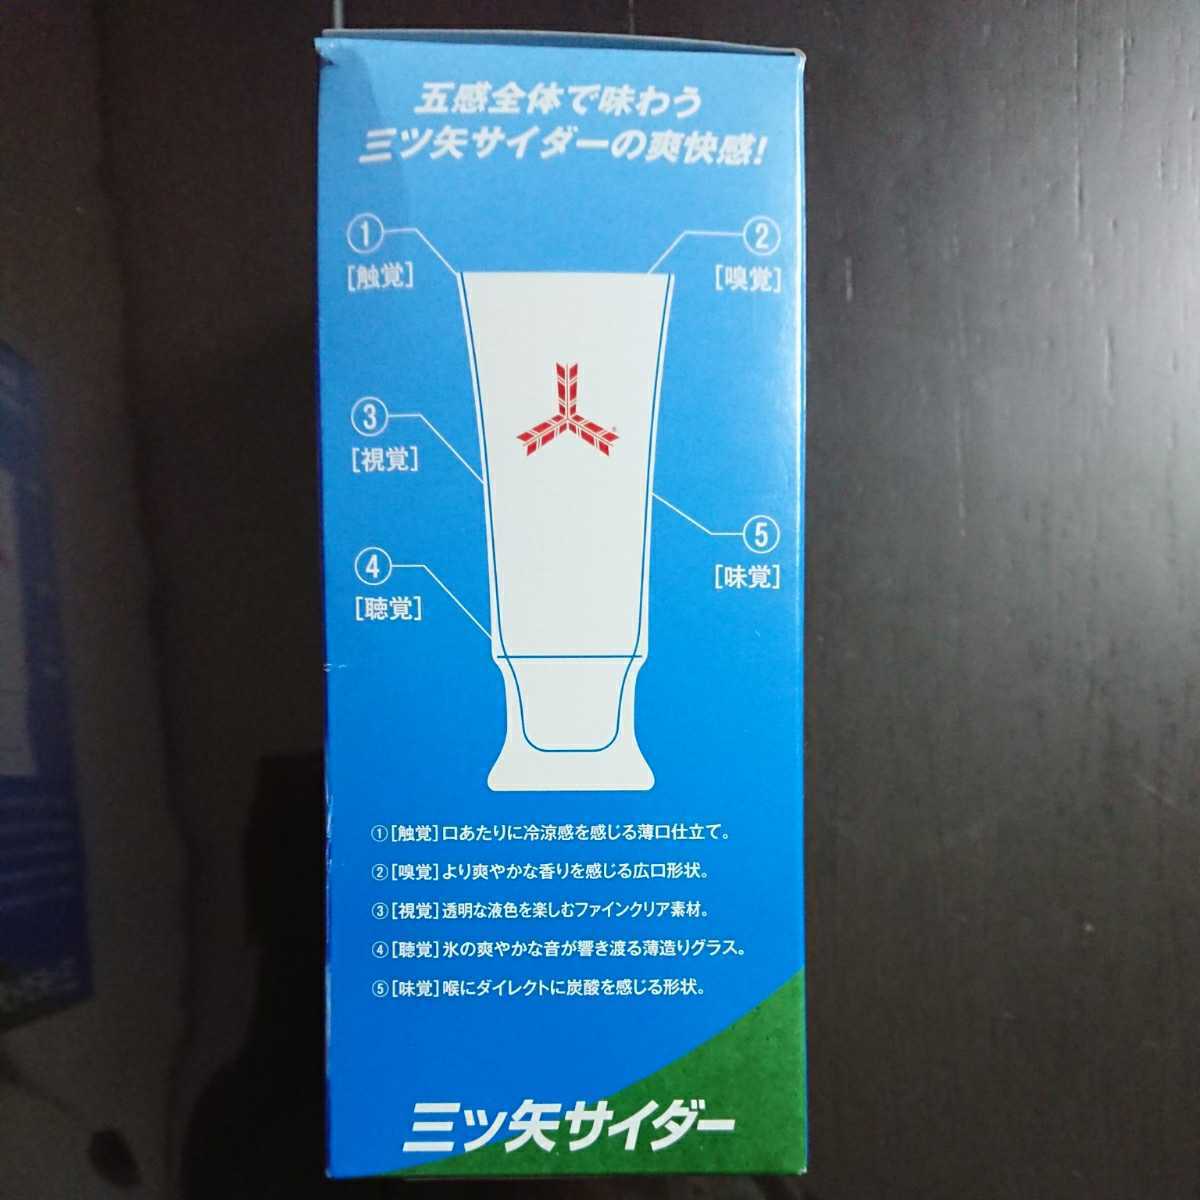 五感全体で味わう
三ツ矢サイダーの爽快感!
①
[触覚]
②
[嗅覚]
③
[視覚]
④
[聴覚]
⑤
[味覚]
①[触覚]口あたりに冷涼感を感じる薄口仕立て。
②[嗅覚]より爽やかな香りを感じる広口形状。
③[視覚]透明な液色を楽しむファインクリア素材。
④[聴覚]氷の爽やかな音が響き渡る薄造りグラス。
⑤[味覚]喉にダイレクトに炭酸を感じる形状。
三ツ矢サイダー